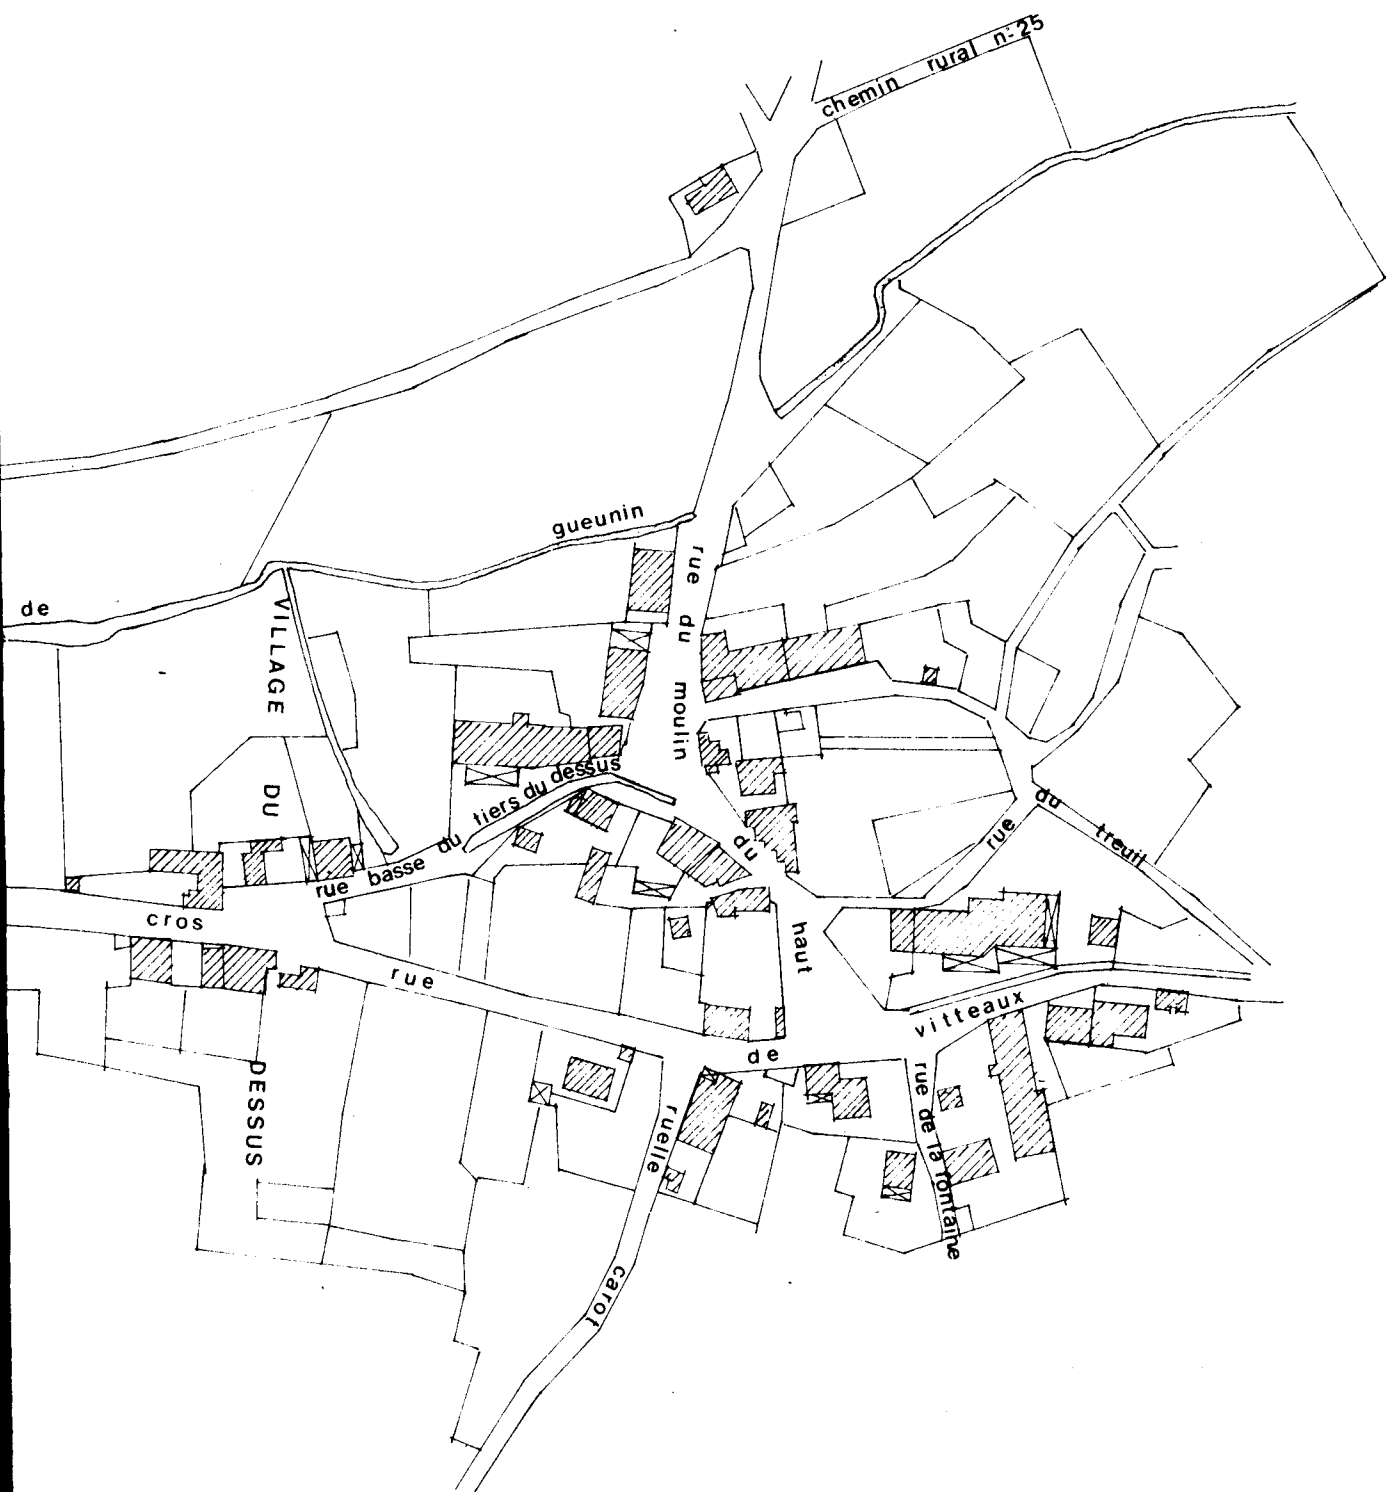 chemin rural n: 25
de gueunin
rue du moulin du haut
VILLAGE DU DESSUS
rue basse du tiers du dessus
rue du treuil
cros
rue de vitteaux
ruelle carot
rue de la fontaine